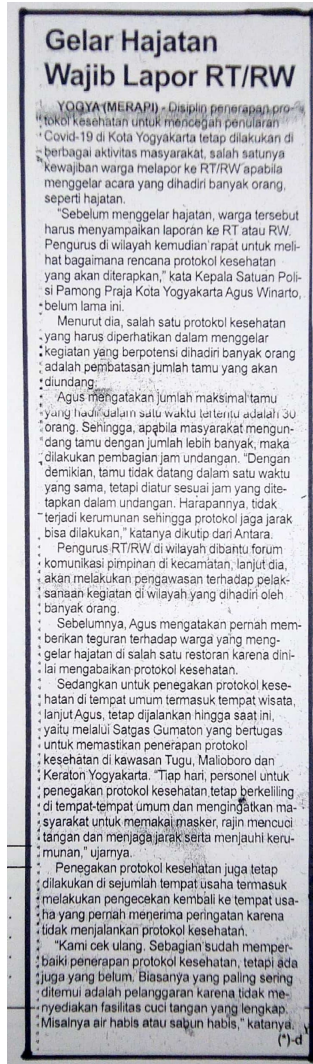 Gelar Hajatan
Wajib Lapor RT/RW
YOGYA (MERAPI) - Disiplin penerapan pro-
tokol kesehatan untuk mencegah penularan
Covid-19 di Kota Yogyakarta tetap dilakukan di
berbagai aktivitas masyarakat, salah satunya
kewajiban warga melapor ke RT/RW apabila
menggelar acara yang dihadiri banyak orang,
seperti hajatan.
"Sebelum menggelar hajatan, warga tersebut
harus menyampaikan laporan ke RT atau RW.
Pengurus di wilayah kemudian rapat untuk meli-
hat bagaimana rencana protokol kesehatan
yang akan diterapkan," kata Kepala Satuan Poli-
si Pamong Praja Kota Yogyakarta Agus Winarto,
belum lama ini.
Menurut dia, salah satu protokol kesehatan
yang harus diperhatikan dalam menggelar
kegiatan yang berpotensi dihadiri banyak orang
adalah pembatasan jumlah tamu yang akan
diundang.
Agus mengatakan jumlah maksimal tamu
yang hadir dalam satu waktu tertentu adalah 30
orang. Sehingga, apabila masyarakat mengun-
dang tamu dengan jumlah lebih banyak, maka
dilakukan pembagian jam undangan. "Dengan
demikian, tamu tidak datang dalam satu waktu
yang sama, tetapi diatur sesuai jam yang dite-
tapkan dalam undangan. Harapannya, tidak
terjadi kerumunan sehingga protokol jaga jarak
bisa dilakukan," katanya dikutip dari Antara.
Pengurus RT/RW di wilayah dibantu forum
komunikasi pimpinan di kecamatan, lanjut dia,
akan melakukan pengawasan terhadap pelak-
sanaan kegiatan di wilayah yang dihadiri oleh
banyak orang.
Sebelumnya, Agus mengatakan pernah mem-
berikan teguran terhadap warga yang meng-
gelar hajatan di salah satu restoran karena dini-
lai mengabaikan protokol kesehatan.
Sedangkan untuk penegakan protokol kese-
hatan di tempat umum termasuk tempat wisata,
lanjut Agus, tetap dijalankan hingga saat ini,
yaitu melalui Satgas Gumaton yang bertugas
untuk memastikan penerapan protokol
kesehatan di kawasan Tugu, Malioboro dan
Keraton Yogyakarta. "Tiap hari, personel untuk
penegakan protokol kesehatan tetap berkeliling
di tempat-tempat umum dan mengingatkan ma-
syarakat untuk memakai masker, rajin mencuci
tangan dan menjaga jarak serta menjauhi keru-
munan," ujarnya.
Penegakan protokol kesehatan juga tetap
dilakukan di sejumlah tempat usaha termasuk
melakukan pengecekan kembali ke tempat usa-
ha yang pernah menerima peringatan karena
tidak menjalankan protokol kesehatan.
"Kami cek ulang. Sebagian sudah memper-
baiki penerapan protokol kesehatan, tetapi ada
juga yang belum. Biasanya yang paling sering
ditemui adalah pelanggaran karena tidak me-
nyediakan fasilitas cuci tangan yang lengkap.
Misalnya air habis atau sabun habis," katanya.
(*)-d